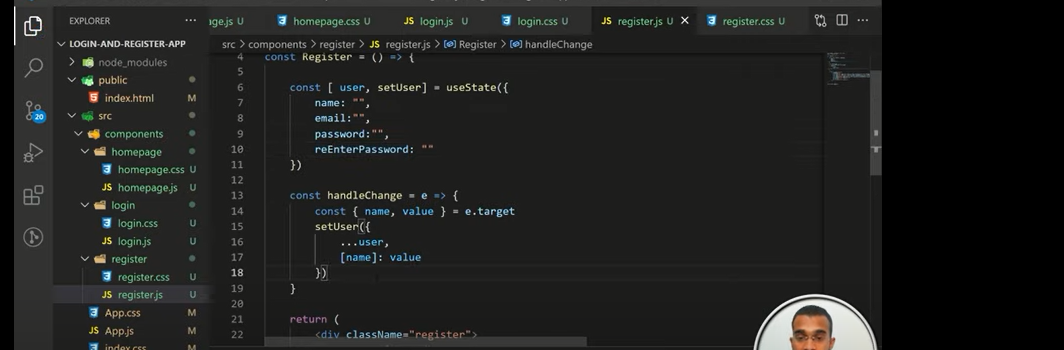 EXPLORER
LOGIN-AND-REGISTER-APP
node_modules
public
index.html M
src
components
homepage
homepage.css U
homepage.js U
login
login.css U
login.js U
register
register.css U
register.js U
App.css M
App.js M
index.css M
20
homepage.css U
login.js U
login.css U
register.js U
register.css U
src > components > register > JS register.js > Register > handleChange
4 const Register = () => {
5
6 const [ user, setUser] = useState({
7 name: "",
8 email:"",
9 password:"",
10 reEnterPassword: ""
11 })
12
13 const handleChange = e => {
14 const { name, value } = e.target
15 setUser({
16 ...user,
17 [name]: value
18 })
19 }
20
21 return (
22 <div className="register">